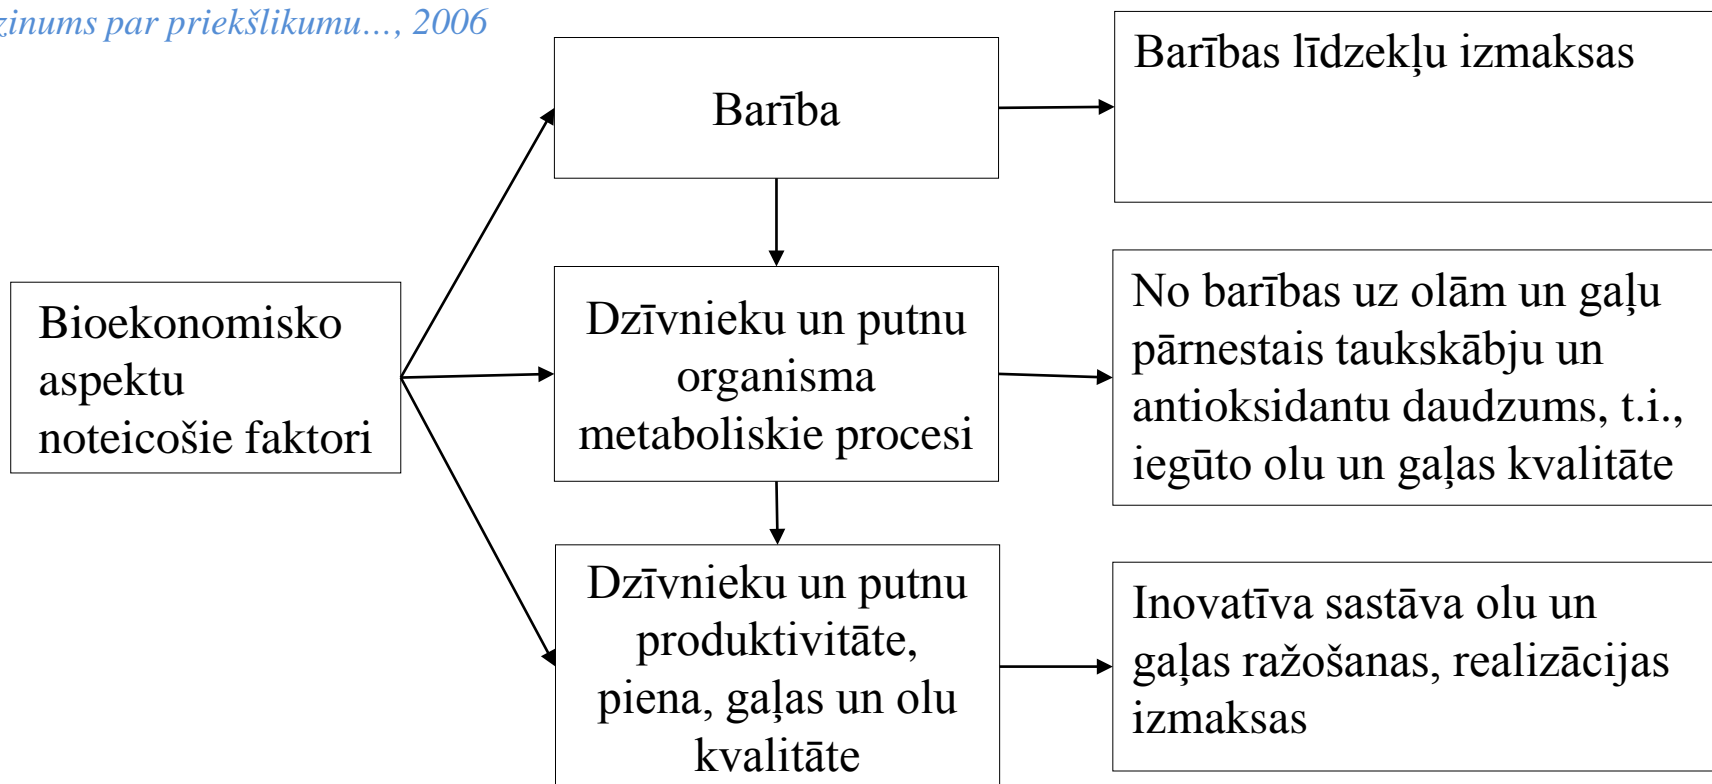 par priekšlikumu..., 2006
Barība
Barības līdzekļu izmaksas
Bioekonomisko
aspektu
noteicošie faktori
Dzīvnieku un putnu
organisma
metaboliskie procesi
No barības uz olām un gaļu
pārnestais taukskābju un
antioksidantu daudzums, t.i.,
iegūto olu un gaļas kvalitāte
Dzīvnieku un putnu
produktivitāte,
piena, gaļas un olu
kvalitāte
Inovatīva sastāva olu un
gaļas ražošanas, realizācijas
izmaksas